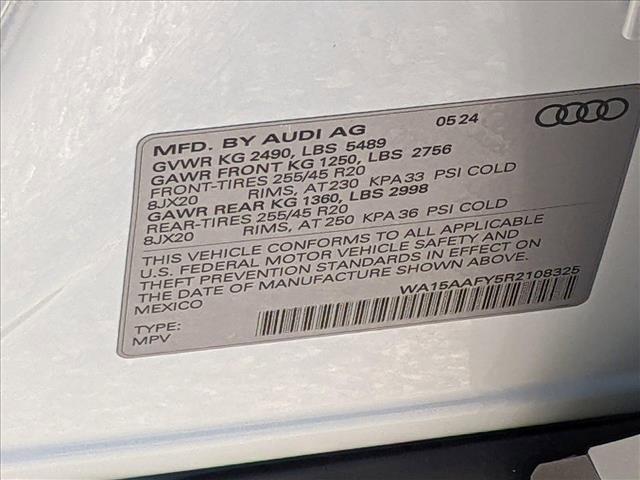 MFD. BY AUDI AG 05 24
GVWR KG 2490, LBS 5489
GAWR FRONT KG 1250, LBS 2756
FRONT-TIRES 255/45 R20
8JX20 RIMS, AT 230 KPA 33 PSI COLD
GAWR REAR KG 1360, LBS 2998
REAR-TIRES 255/45 R20
8JX20 RIMS, AT 250 KPA 36 PSI COLD
THIS VEHICLE CONFORMS TO ALL APPLICABLE
U.S. FEDERAL MOTOR VEHICLE SAFETY AND
THEFT PREVENTION STANDARDS IN EFFECT ON
THE DATE OF MANUFACTURE SHOWN ABOVE.
MEXICO WA15AAFY5R2108325
TYPE:
MPV